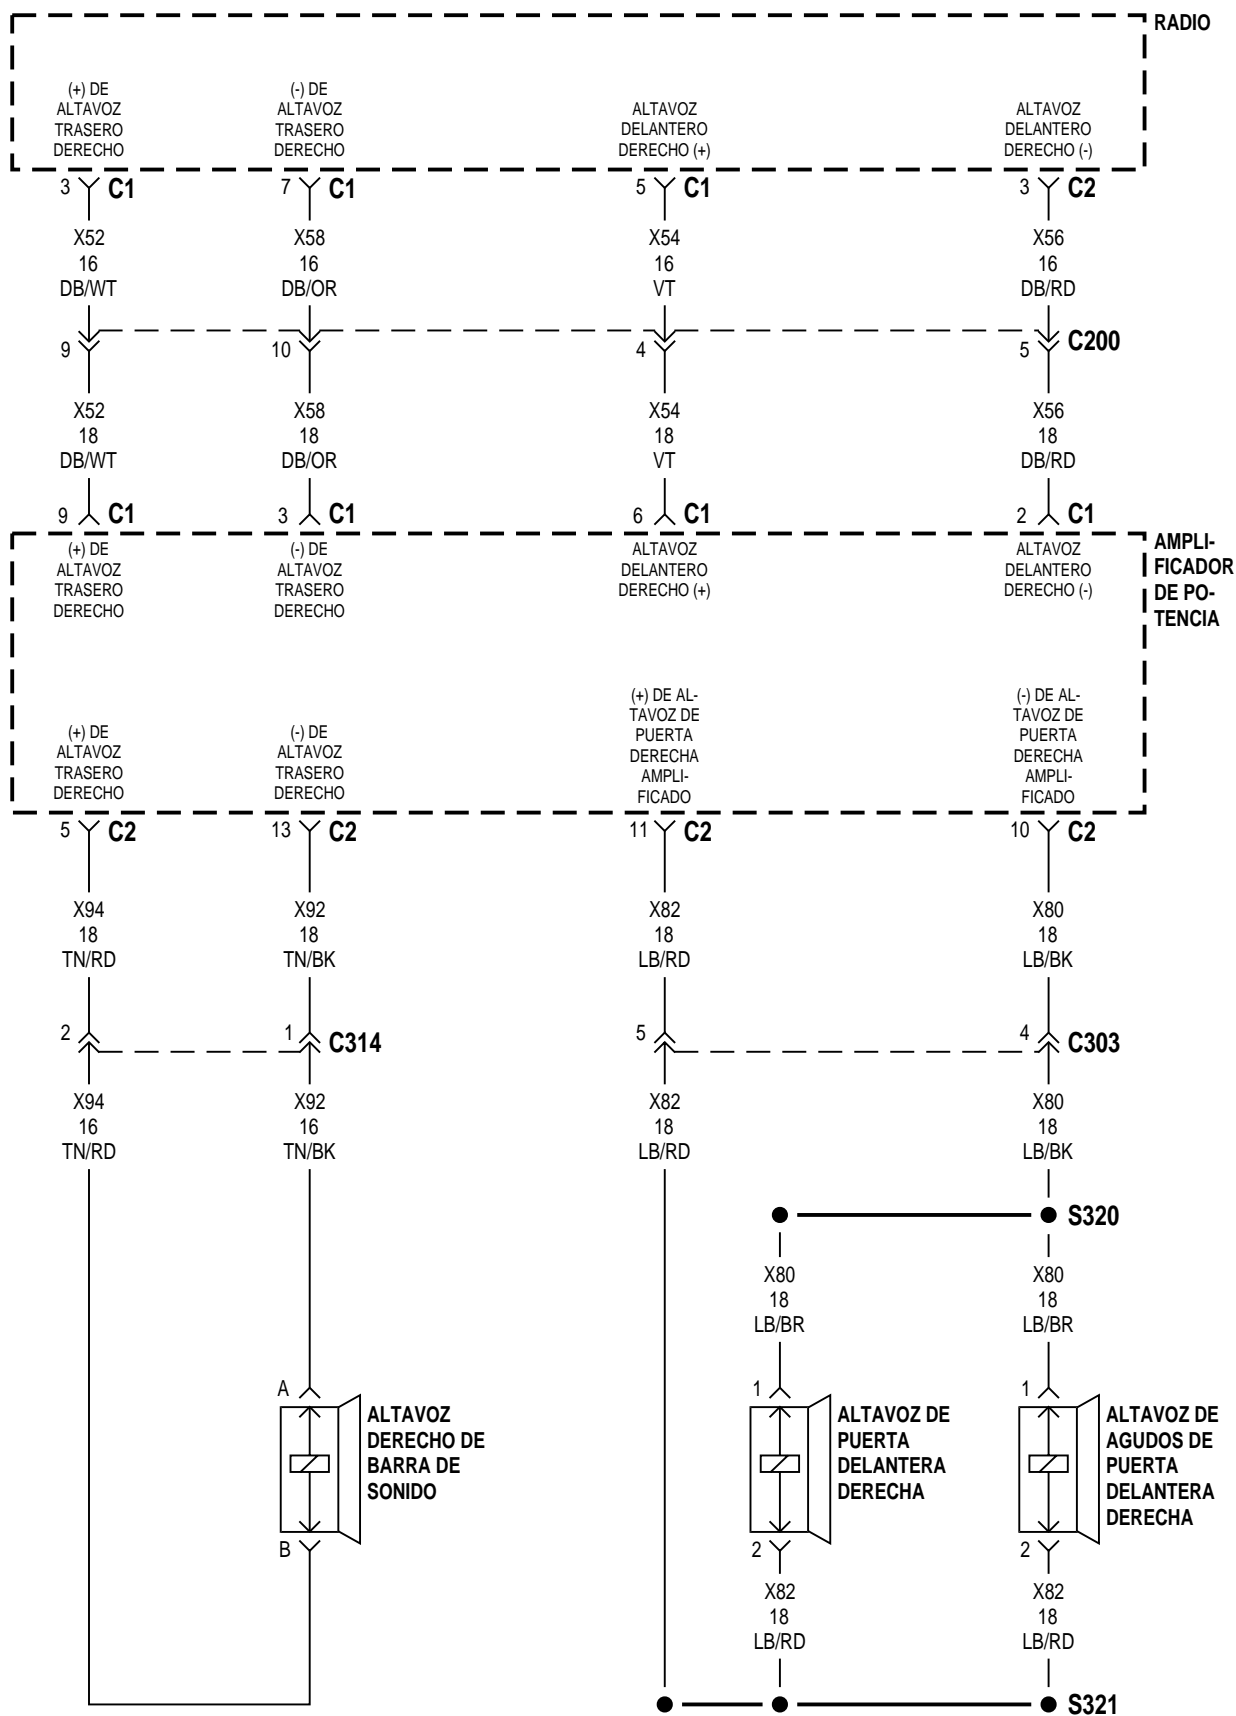 RADIO
(+) DE
ALTAVOZ
TRASERO
DERECHO
(-) DE
ALTAVOZ
TRASERO
DERECHO
ALTAVOZ
DELANTERO
DERECHO (+)
ALTAVOZ
DELANTERO
DERECHO (-)
3 C1
7 C1
5 C1
3 C2
X52
16
DB/WT
X58
16
DB/OR
X54
16
VT
X56
16
DB/RD
9
10
4
5 C200
X52
18
DB/WT
X58
18
DB/OR
X54
18
VT
X56
18
DB/RD
9 C1
3 C1
6 C1
2 C1
AMPLI-
FICADOR
DE PO-
TENCIA
(+) DE
ALTAVOZ
TRASERO
DERECHO
(-) DE
ALTAVOZ
TRASERO
DERECHO
ALTAVOZ
DELANTERO
DERECHO (+)
ALTAVOZ
DELANTERO
DERECHO (-)
(+) DE
ALTAVOZ
TRASERO
DERECHO
(-) DE
ALTAVOZ
TRASERO
DERECHO
(+) DE AL-
TAVOZ DE
PUERTA
DERECHA
AMPLI-
FICADO
(-) DE AL-
TAVOZ DE
PUERTA
DERECHA
AMPLI-
FICADO
5 C2
13 C2
11 C2
10 C2
X94
18
TN/RD
X92
18
TN/BK
X82
18
LB/RD
X80
18
LB/BK
2
1 C314
5
4 C303
X94
16
TN/RD
X92
16
TN/BK
X82
18
LB/RD
X80
18
LB/BK
S320
X80
18
LB/BR
X80
18
LB/BR
A
ALTAVOZ
DERECHO DE
BARRA DE
SONIDO
B
1
ALTAVOZ DE
PUERTA
DELANTERA
DERECHA
2
1
ALTAVOZ DE
AGUDOS DE
PUERTA
DELANTERA
DERECHA
2
X82
18
LB/RD
X82
18
LB/RD
S321